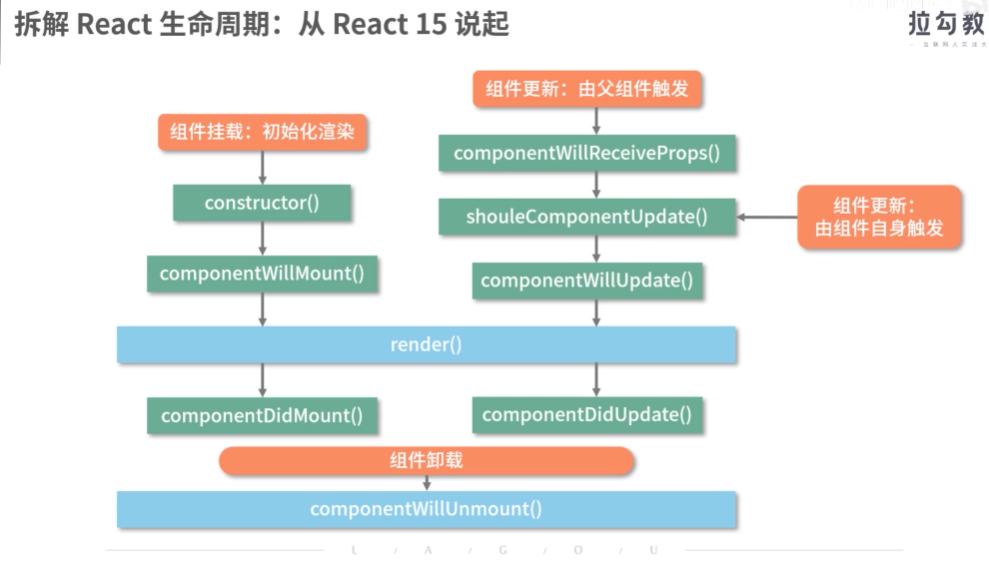 拆解 React 生命周期：从 React 15 说起
拉勾教
组件挂载：初始化渲染
constructor()
componentWillMount()
组件更新：由父组件触发
componentWillReceiveProps()
shouleComponentUpdate()
组件更新：
由组件自身触发
componentWillUpdate()
render()
componentDidMount()
componentDidUpdate()
组件卸载
componentWillUnmount()
L / A / G / O / U